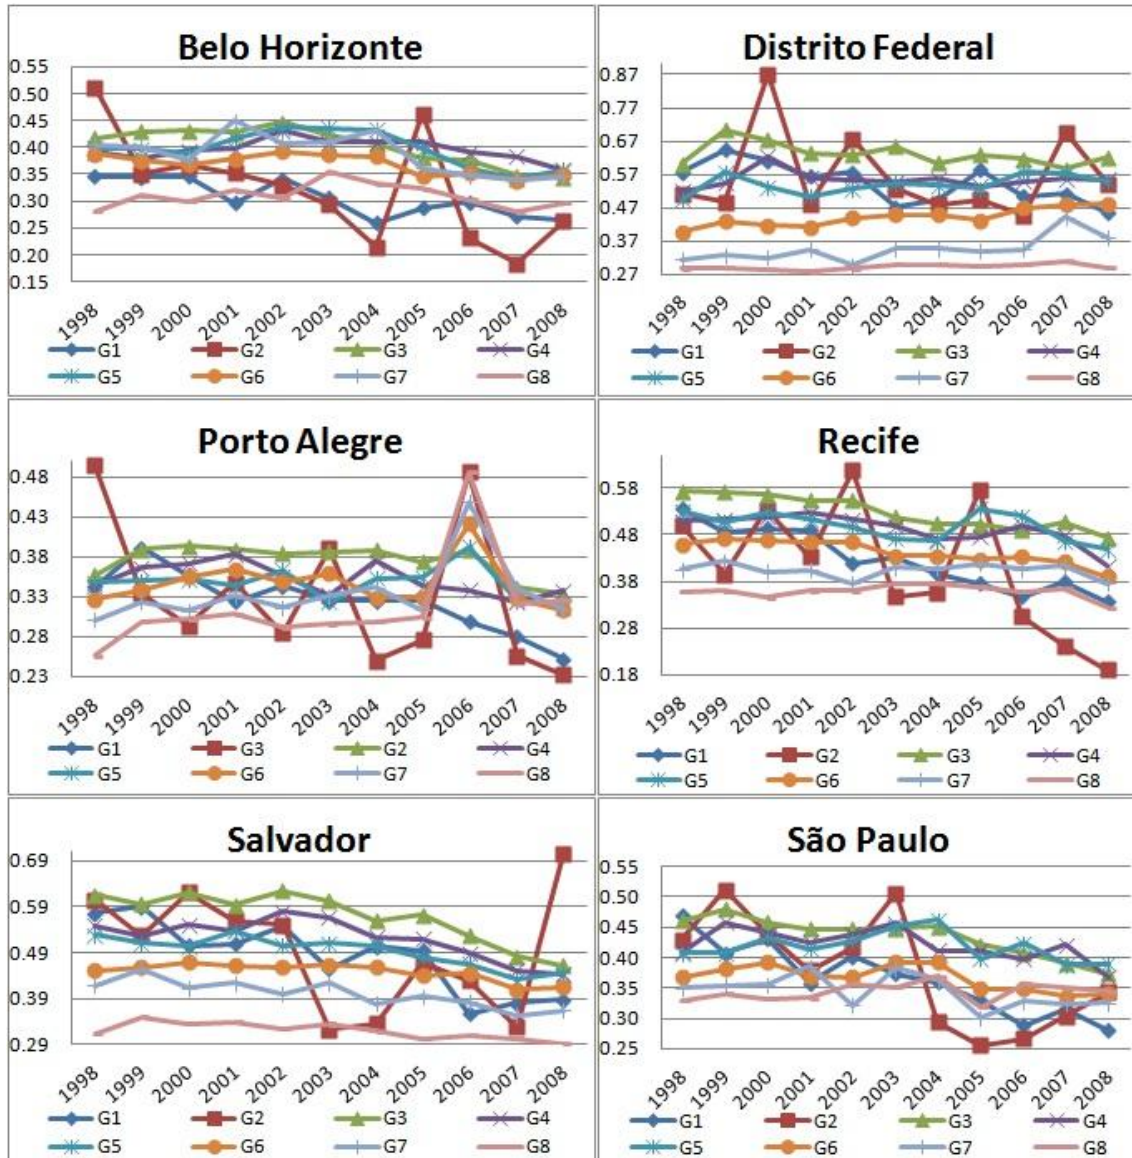 Belo Horizonte
0.55
0.50
0.45
0.40
0.35
0.30
0.25
0.20
0.15
1998 1999 2000 2001 2002 2003 2004 2005 2006 2007 2008
G1 G2 G3 G4
G5 G6 G7 G8
Distrito Federal
0.87
0.77
0.67
0.57
0.47
0.37
0.27
1998 1999 2000 2001 2002 2003 2004 2005 2006 2007 2008
G1 G2 G3 G4
G5 G6 G7 G8
Porto Alegre
0.48
0.43
0.38
0.33
0.28
0.23
1998 1999 2000 2001 2002 2003 2004 2005 2006 2007 2008
G1 G3 G2 G4
G5 G6 G7 G8
Recife
0.58
0.48
0.38
0.28
0.18
1998 1999 2000 2001 2002 2003 2004 2005 2006 2007 2008
G1 G2 G3 G4
G5 G6 G7 G8
Salvador
0.69
0.59
0.49
0.39
0.29
1998 1999 2000 2001 2002 2003 2004 2005 2006 2007 2008
G1 G2 G3 G4
G5 G6 G7 G8
São Paulo
0.55
0.50
0.45
0.40
0.35
0.30
0.25
1998 1999 2000 2001 2002 2003 2004 2005 2006 2007 2008
G1 G2 G3 G4
G5 G6 G7 G8